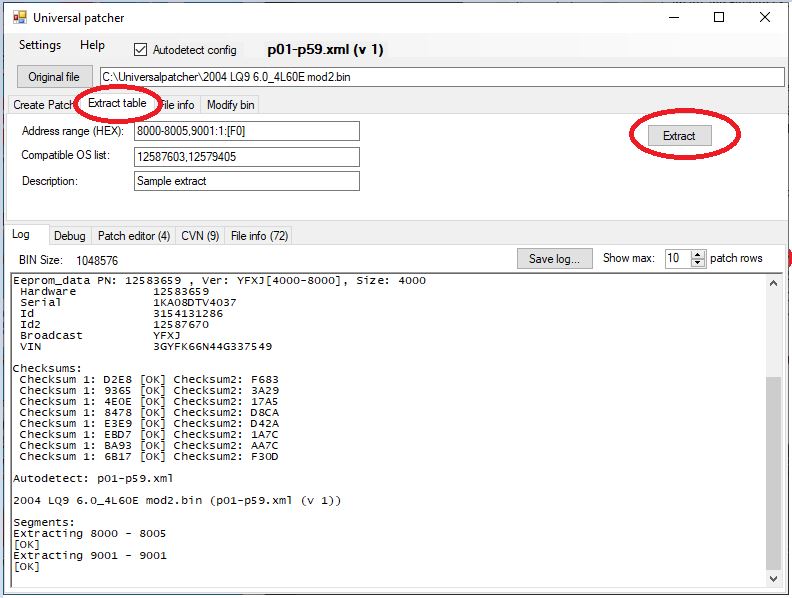 Universal patcher
Settings Help Autodetect config p01-p59.xml (v 1)
Original file C:\Universalpatcher\2004 LQ9 6.0_4L60E mod2.bin
Create Patch Extract table File info Modify bin
Address range (HEX): 8000-8005,9001:1:[F0] Extract
Compatible OS list: 12587603,12579405
Description: Sample extract
Log Debug Patch editor (4) CVN (9) File info (72)
BIN Size: 1048576 Save log... Show max: 10 patch rows
Eeprom_data PN: 12583659 , Ver: YFXJ[4000-8000], Size: 4000
Hardware 12583659
Serial 1KA08DTV4037
Id 3154131286
Id2 12587670
Broadcast YFXJ
VIN 3GYFK66N44G337549
Checksums:
Checksum 1: D2E8 [OK] Checksum2: F683
Checksum 1: 9365 [OK] Checksum2: 3A29
Checksum 1: 4E0E [OK] Checksum2: 17A5
Checksum 1: 8478 [OK] Checksum2: D8CA
Checksum 1: E3E9 [OK] Checksum2: D42A
Checksum 1: EBD7 [OK] Checksum2: 1A7C
Checksum 1: BA93 [OK] Checksum2: AA7C
Checksum 1: 6B17 [OK] Checksum2: F30D
Autodetect: p01-p59.xml
2004 LQ9 6.0_4L60E mod2.bin (p01-p59.xml (v 1))
Segments:
Extracting 8000 - 8005
[OK]
Extracting 9001 - 9001
[OK]